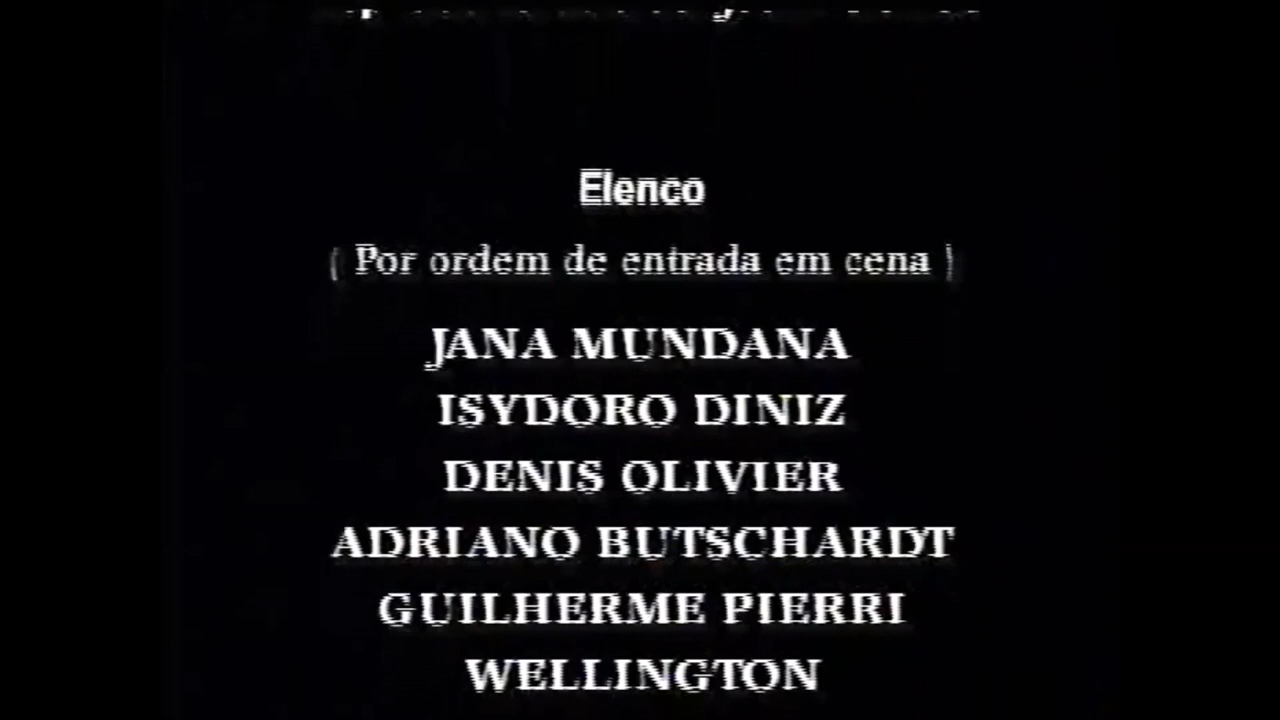 Elenco
( Por ordem de entrada em cena )
JANA MUNDANA
ISYDORO DINIZ
DENIS OLIVIER
ADRIANO BUTSCHARDT
GUILHERME PIERRI
WELLINGTON